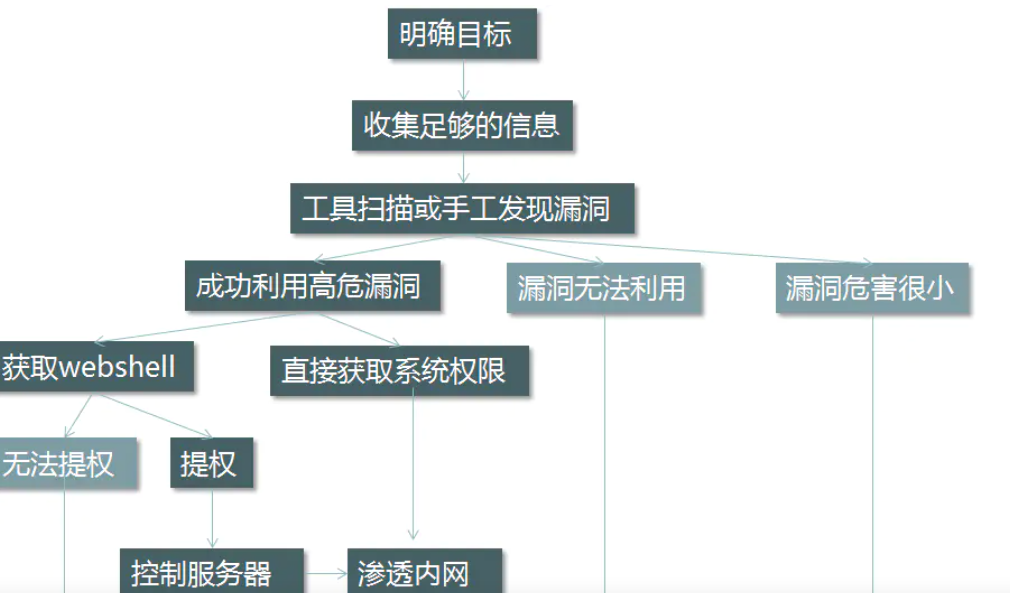 明确目标
收集足够的信息
工具扫描或手工发现漏洞
成功利用高危漏洞
漏洞无法利用
漏洞危害很小
获取webshell
直接获取系统权限
无法提权
提权
控制服务器
渗透内网